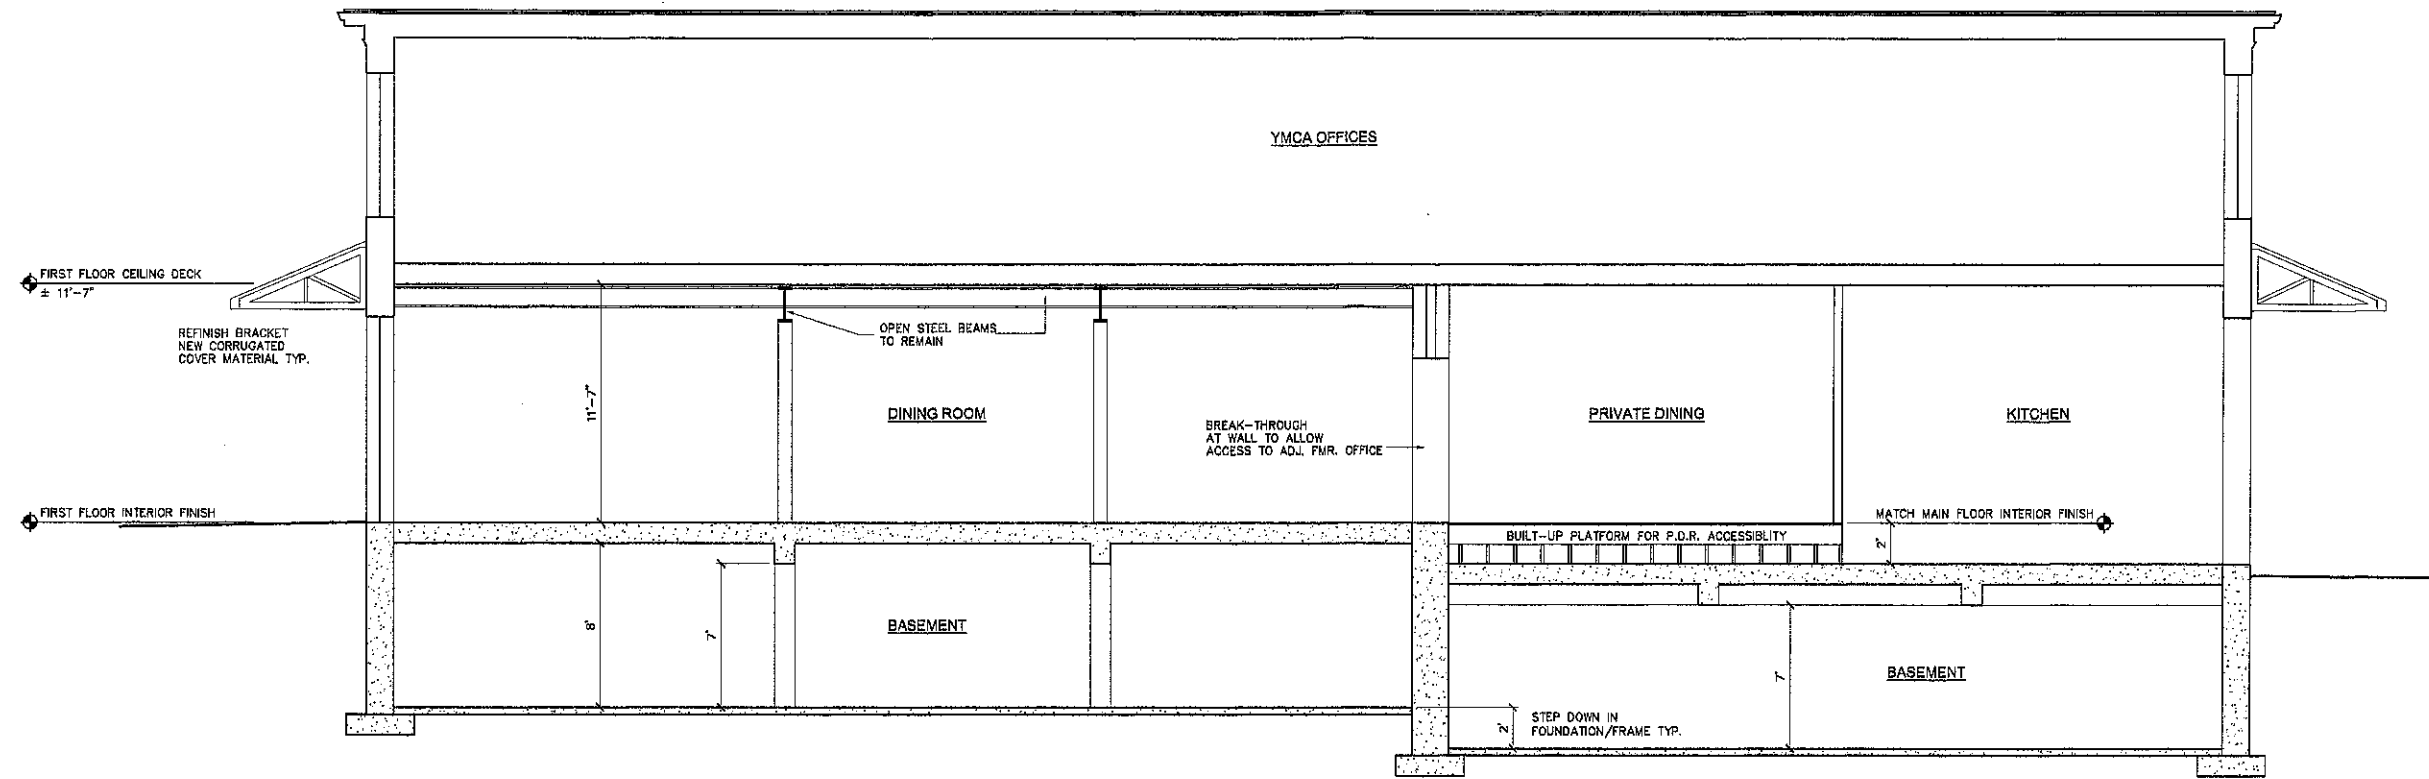 YMCA OFFICES
FIRST FLOOR CEILING DECK
± 11'-7"
REFINISH BRACKET
NEW CORRUGATED
COVER MATERIAL TYP.
OPEN STEEL BEAMS
TO REMAIN
11'-7"
DINING ROOM
BREAK-THROUGH
AT WALL TO ALLOW
ACCESS TO ADJ. FMR. OFFICE
PRIVATE DINING
KITCHEN
FIRST FLOOR INTERIOR FINISH
MATCH MAIN FLOOR INTERIOR FINISH
BUILT-UP PLATFORM FOR P.D.R. ACCESSIBLITY
2'
8'
7'
BASEMENT
7'
BASEMENT
2'
STEP DOWN IN
FOUNDATION/FRAME TYP.